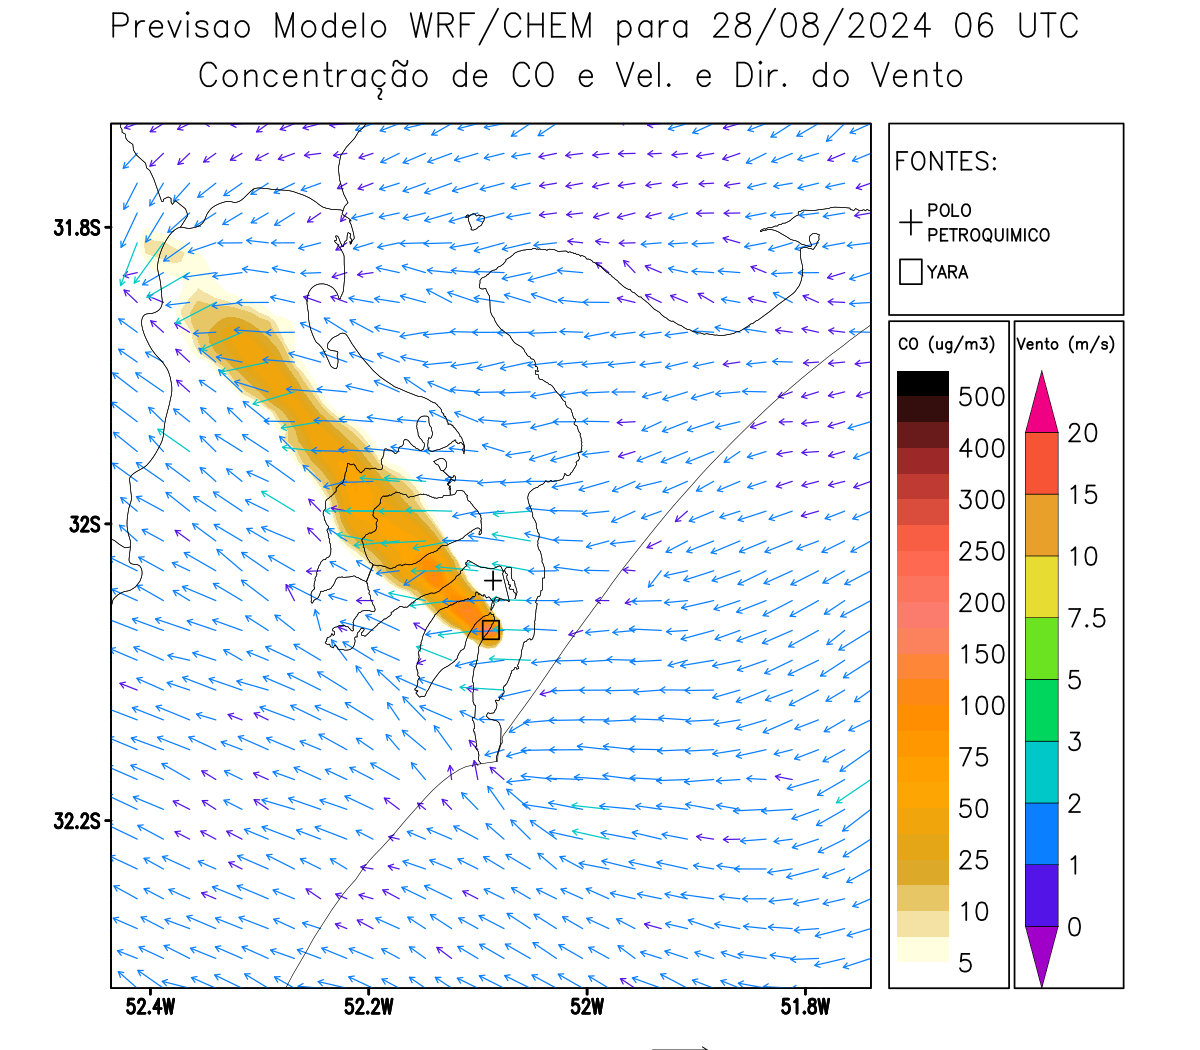 Previsao Modelo WRF/CHEM para 28/08/2024 06 UTC
Concentração de CO e Vel. e Dir. do Vento
FONTES:
POLO
PETROQUIMICO
YARA
CO (ug/m3)
500
400
300
250
200
150
100
75
50
25
10
5
Vento (m/s)
20
15
10
7.5
5
3
2
1
0
31.8S
32S
32.2S
52.4W
52.2W
52W
51.8W